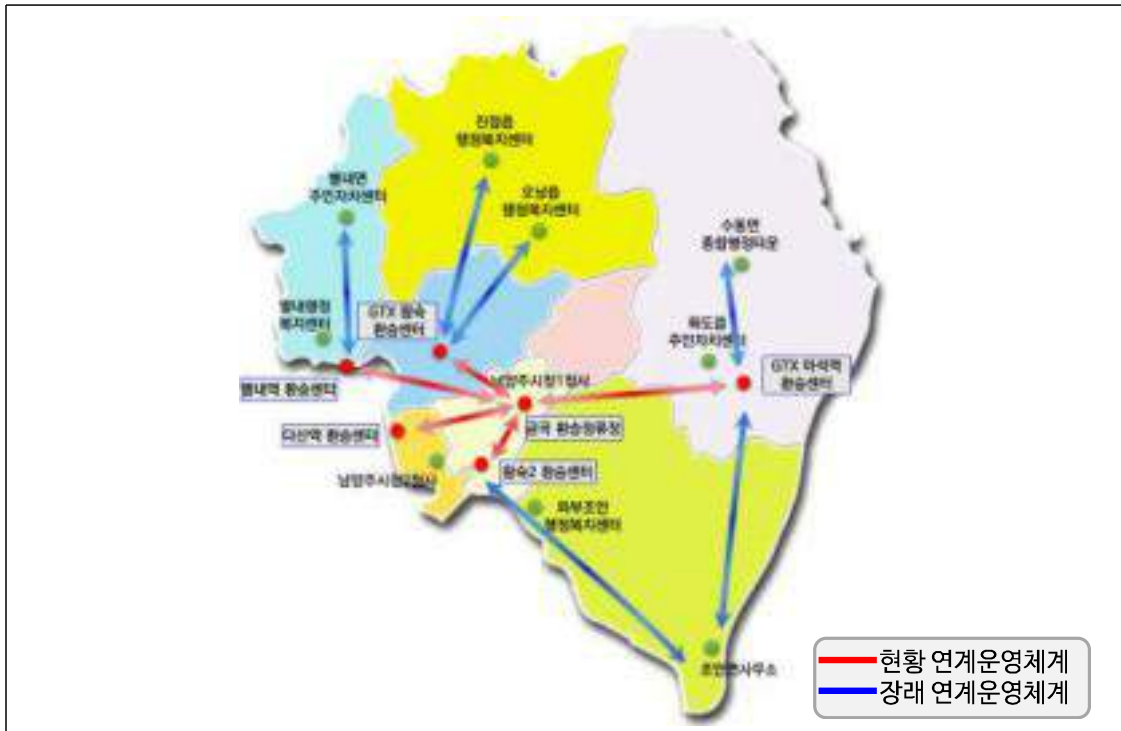 진접읍
행정복지센터
별내면
주민자치센터
오남읍
행정복지센터
수동면
종합행정타운
별내행정
복지센터
GTX 왕숙
환승센터
화도읍
주민자치센터
GTX 마석역
환승센터
별내역 환승센터
남양주시청1청사
다산역 환승센터
금곡 환승정류장
왕숙2 환승센터
남양주시청2청사
와부조안
행정복지센터
조안면사무소
현황 연계운영체계
장래 연계운영체계